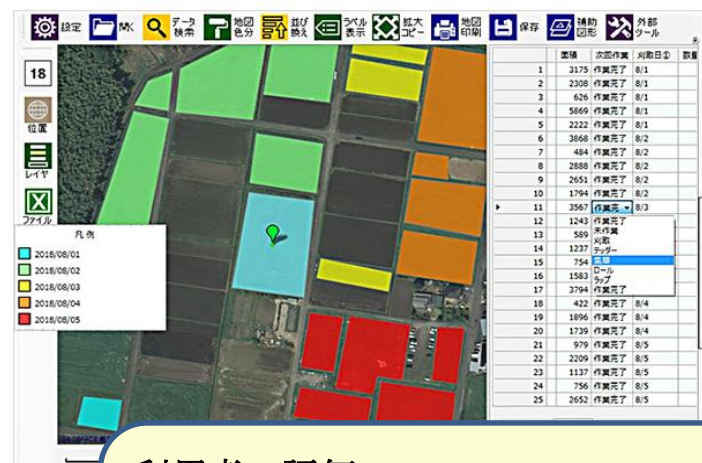 設定 開く データ検索 地図色分 並び換え ラベル表示 拡大コピー 地図印刷 保存 補助図形 外部ツール
18
位置
レイヤ
ファイル
凡例
2018/08/01
2018/08/02
2018/08/03
2018/08/04
2018/08/05
面積 次回作業 刈取日① 数量
1 3175 作業完了 8/1
2 2308 作業完了 8/1
3 626 作業完了 8/1
4 5869 作業完了 8/1
5 2222 作業完了 8/1
6 3868 作業完了 8/2
7 484 作業完了 8/2
8 2888 作業完了 8/2
9 2651 作業完了 8/2
10 1794 作業完了 8/2
11 3567 作業完 8/3
12 1243 作業完了
13 589 未作業
14 1237 刈取
テッダー
15 754 集草
16 1583 ロール
ラップ
17 3794 作業完了
18 422 作業完了 8/4
19 1896 作業完了 8/4
20 1739 作業完了 8/4
21 979 作業完了 8/5
22 2209 作業完了 8/5
23 1137 作業完了 8/5
24 756 作業完了 8/5
25 2652 作業完了 8/5